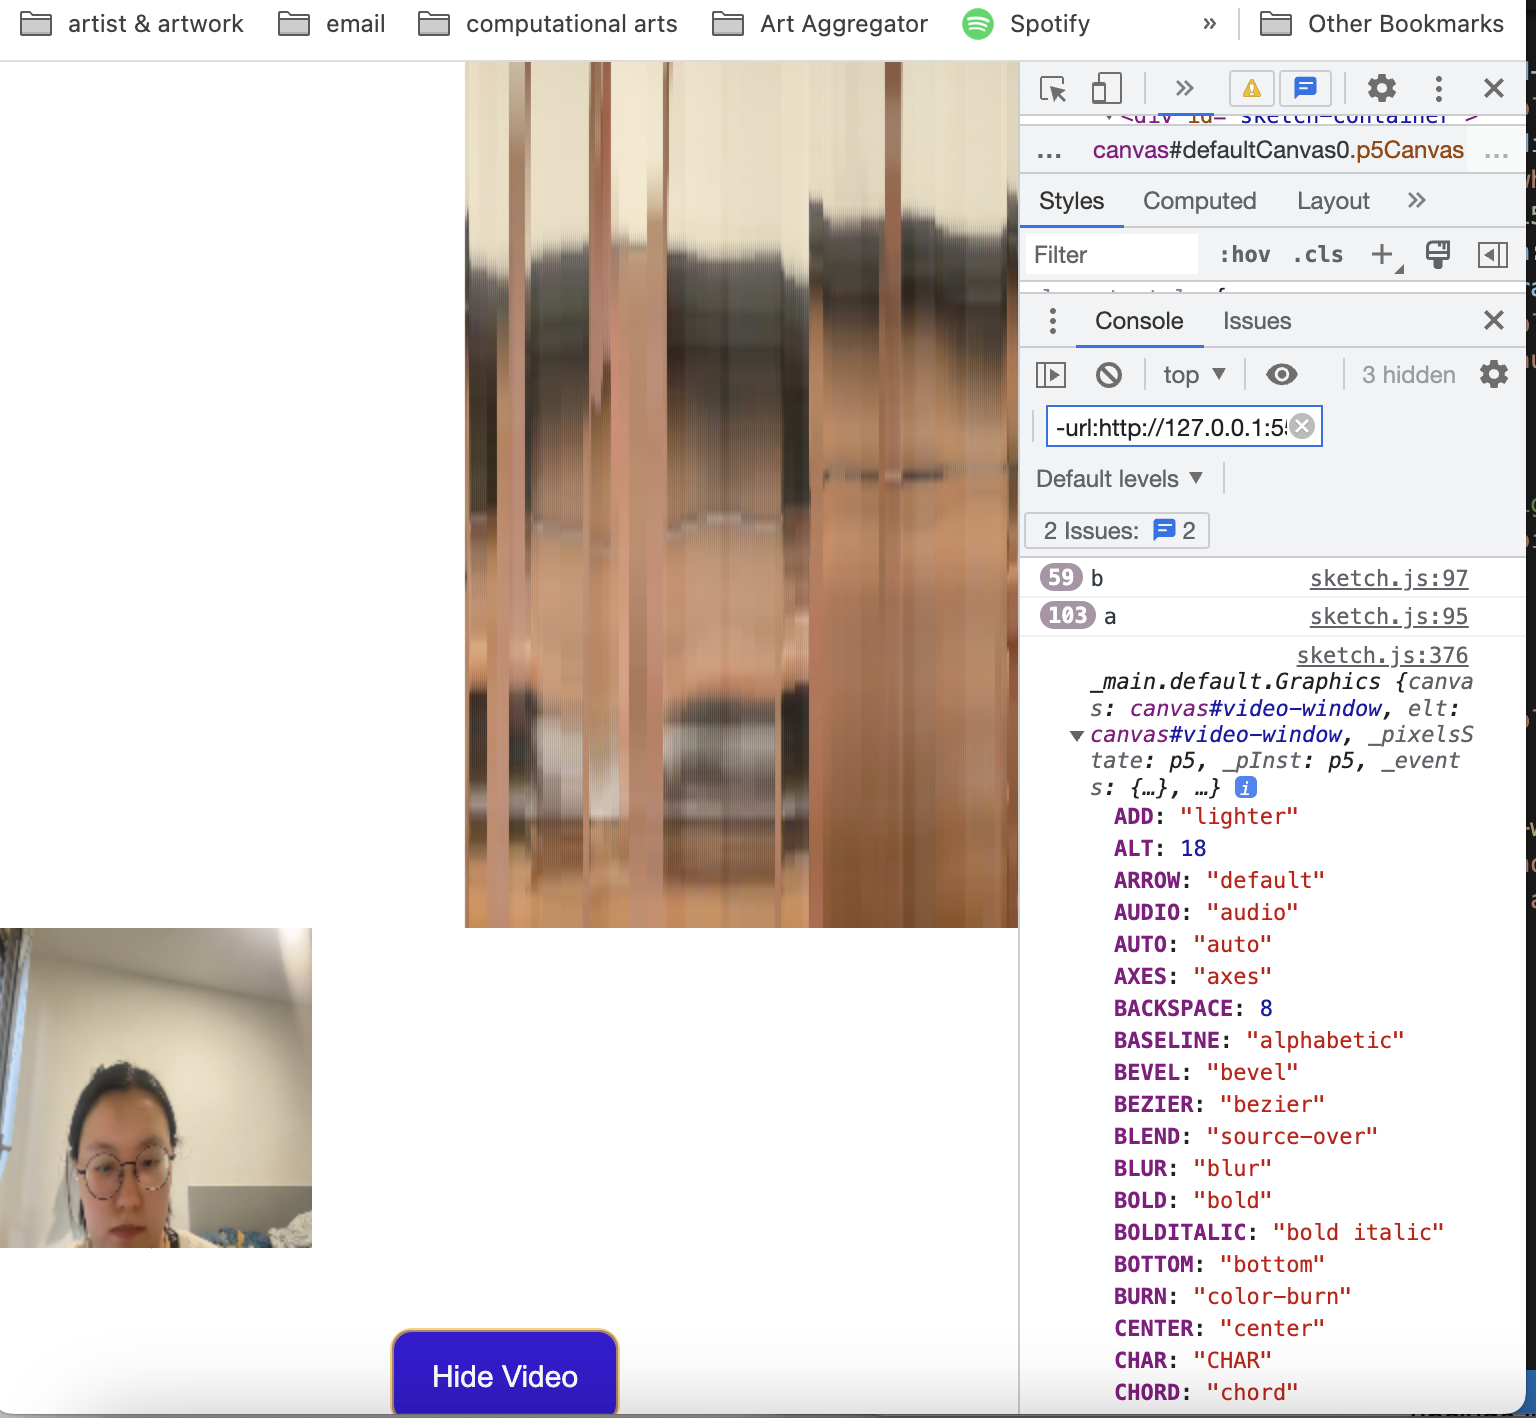 artist & artwork email computational arts Art Aggregator Spotify » Other Bookmarks
»
<div id="sketch-container">
... canvas#defaultCanvas0.p5Canvas ...
Styles Computed Layout »
Filter :hov .cls +
Console Issues
top ▼ 3 hidden
-url:http://127.0.0.1:5
Default levels ▼
2 Issues: 2
59 b sketch.js:97
103 a sketch.js:95
sketch.js:376
_main.default.Graphics {canva
s: canvas#video-window, elt:
canvas#video-window, _pixelsS
tate: p5, _pInst: p5, _event
s: {…}, …} i
ADD: "lighter"
ALT: 18
ARROW: "default"
AUDIO: "audio"
AUTO: "auto"
AXES: "axes"
BACKSPACE: 8
BASELINE: "alphabetic"
BEVEL: "bevel"
BEZIER: "bezier"
BLEND: "source-over"
BLUR: "blur"
BOLD: "bold"
BOLDITALIC: "bold italic"
BOTTOM: "bottom"
BURN: "color-burn"
CENTER: "center"
CHAR: "CHAR"
CHORD: "chord"
Hide Video